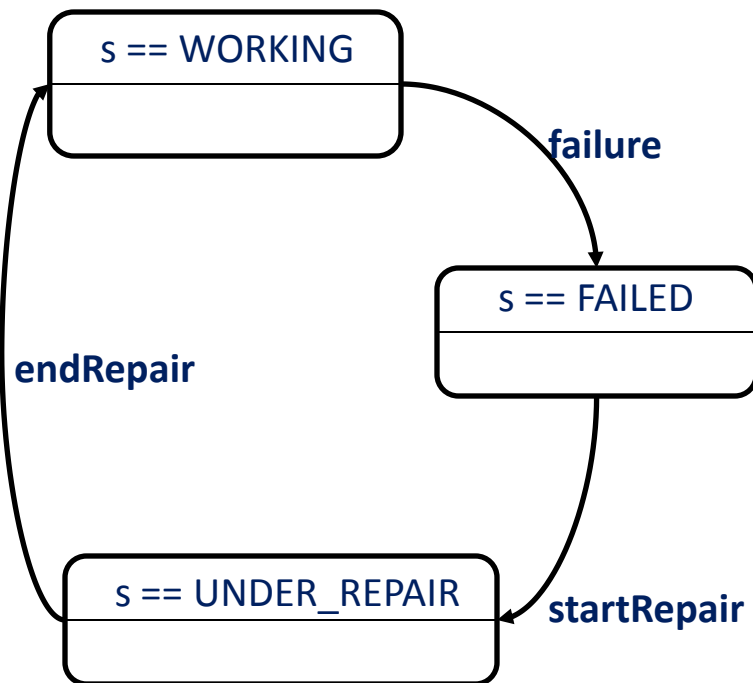 s == WORKING
failure
s == FAILED
endRepair
s == UNDER_REPAIR
startRepair